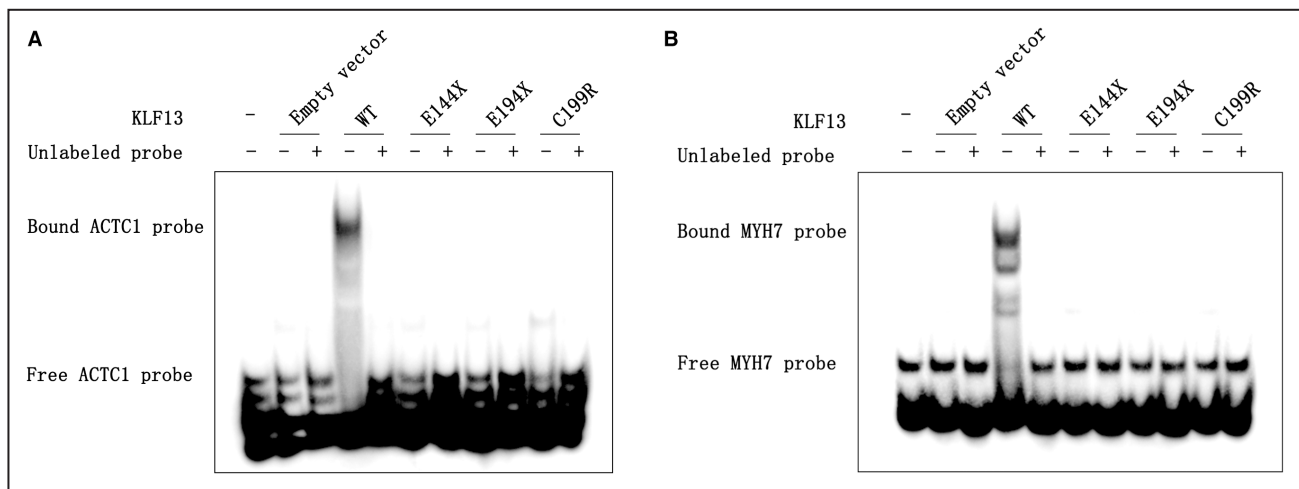 A
Empty vector
WT
E144X
E194X
C199R
KLF13 -
Unlabeled probe - - + - + - + - + - +
Bound ACTC1 probe
Free ACTC1 probe
B
Empty vector
WT
E144X
E194X
C199R
KLF13 -
Unlabeled probe - - + - + - + - + - +
Bound MYH7 probe
Free MYH7 probe